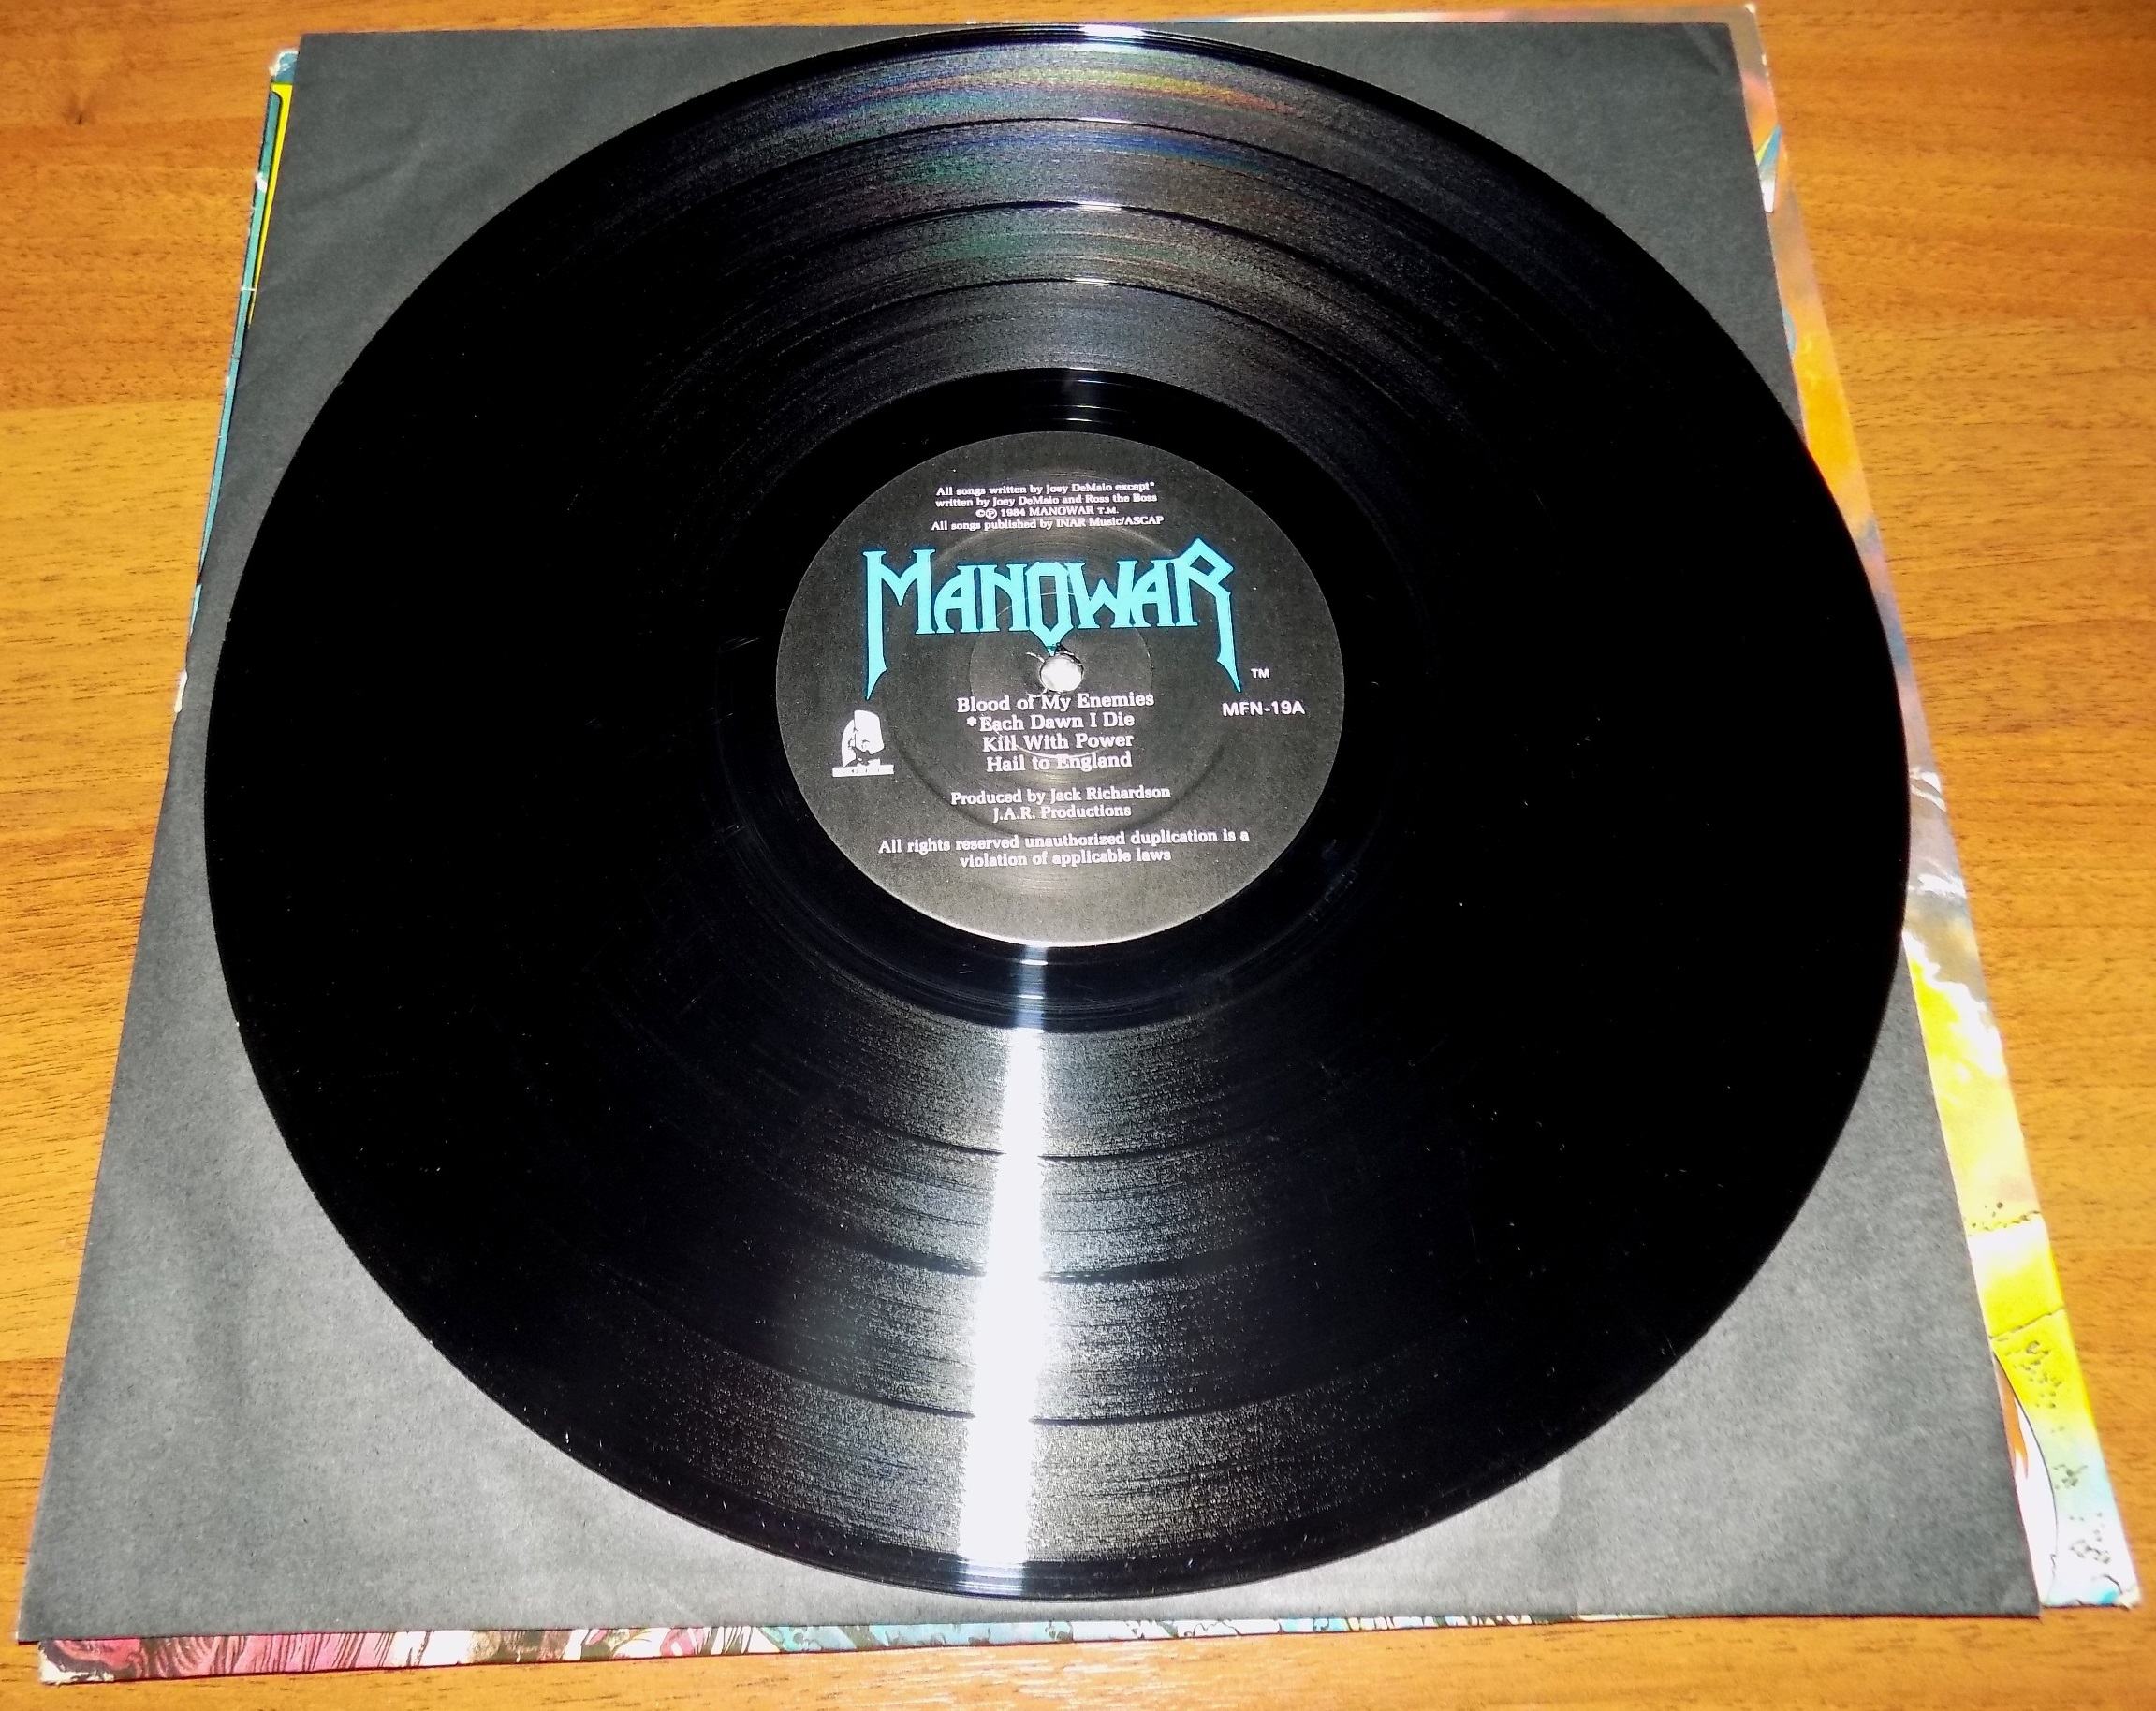 All songs written by Joey DeMaio except*
written by Joey DeMaio and Ross the Boss
©℗ 1984 MANOWAR T.M.
All songs published by INAR Music/ASCAP
MANOWAR
TM
Blood of My Enemies
MFN-19A
*Each Dawn I Die
Kill With Power
Hail to England
Produced by Jack Richardson
J.A.R. Productions
All rights reserved unauthorized duplication is a
violation of applicable laws